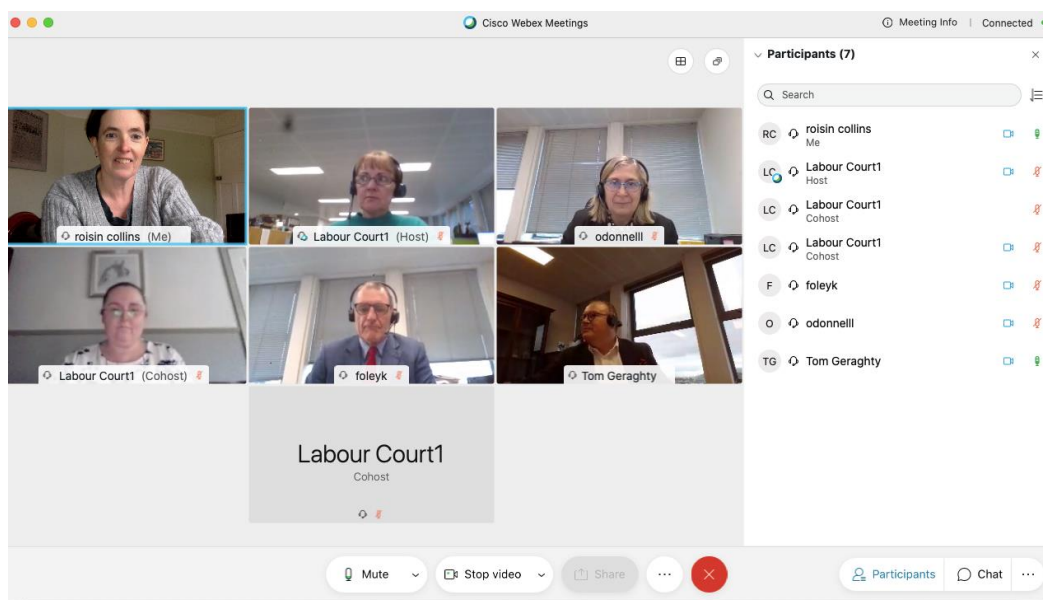 Cisco Webex Meetings
Meeting Info | Connected
Participants (7)
Search
RC roisin collins
Me
LC Labour Court1
Host
LC Labour Court1
Cohost
LC Labour Court1
Cohost
F foleyk
O odonnelll
TG Tom Geraghty
roisin collins (Me)
Labour Court1 (Host)
odonnelll
Labour Court1 (Cohost)
foleyk
Tom Geraghty
Labour Court1
Cohost
Mute
Stop video
Share
Participants
Chat